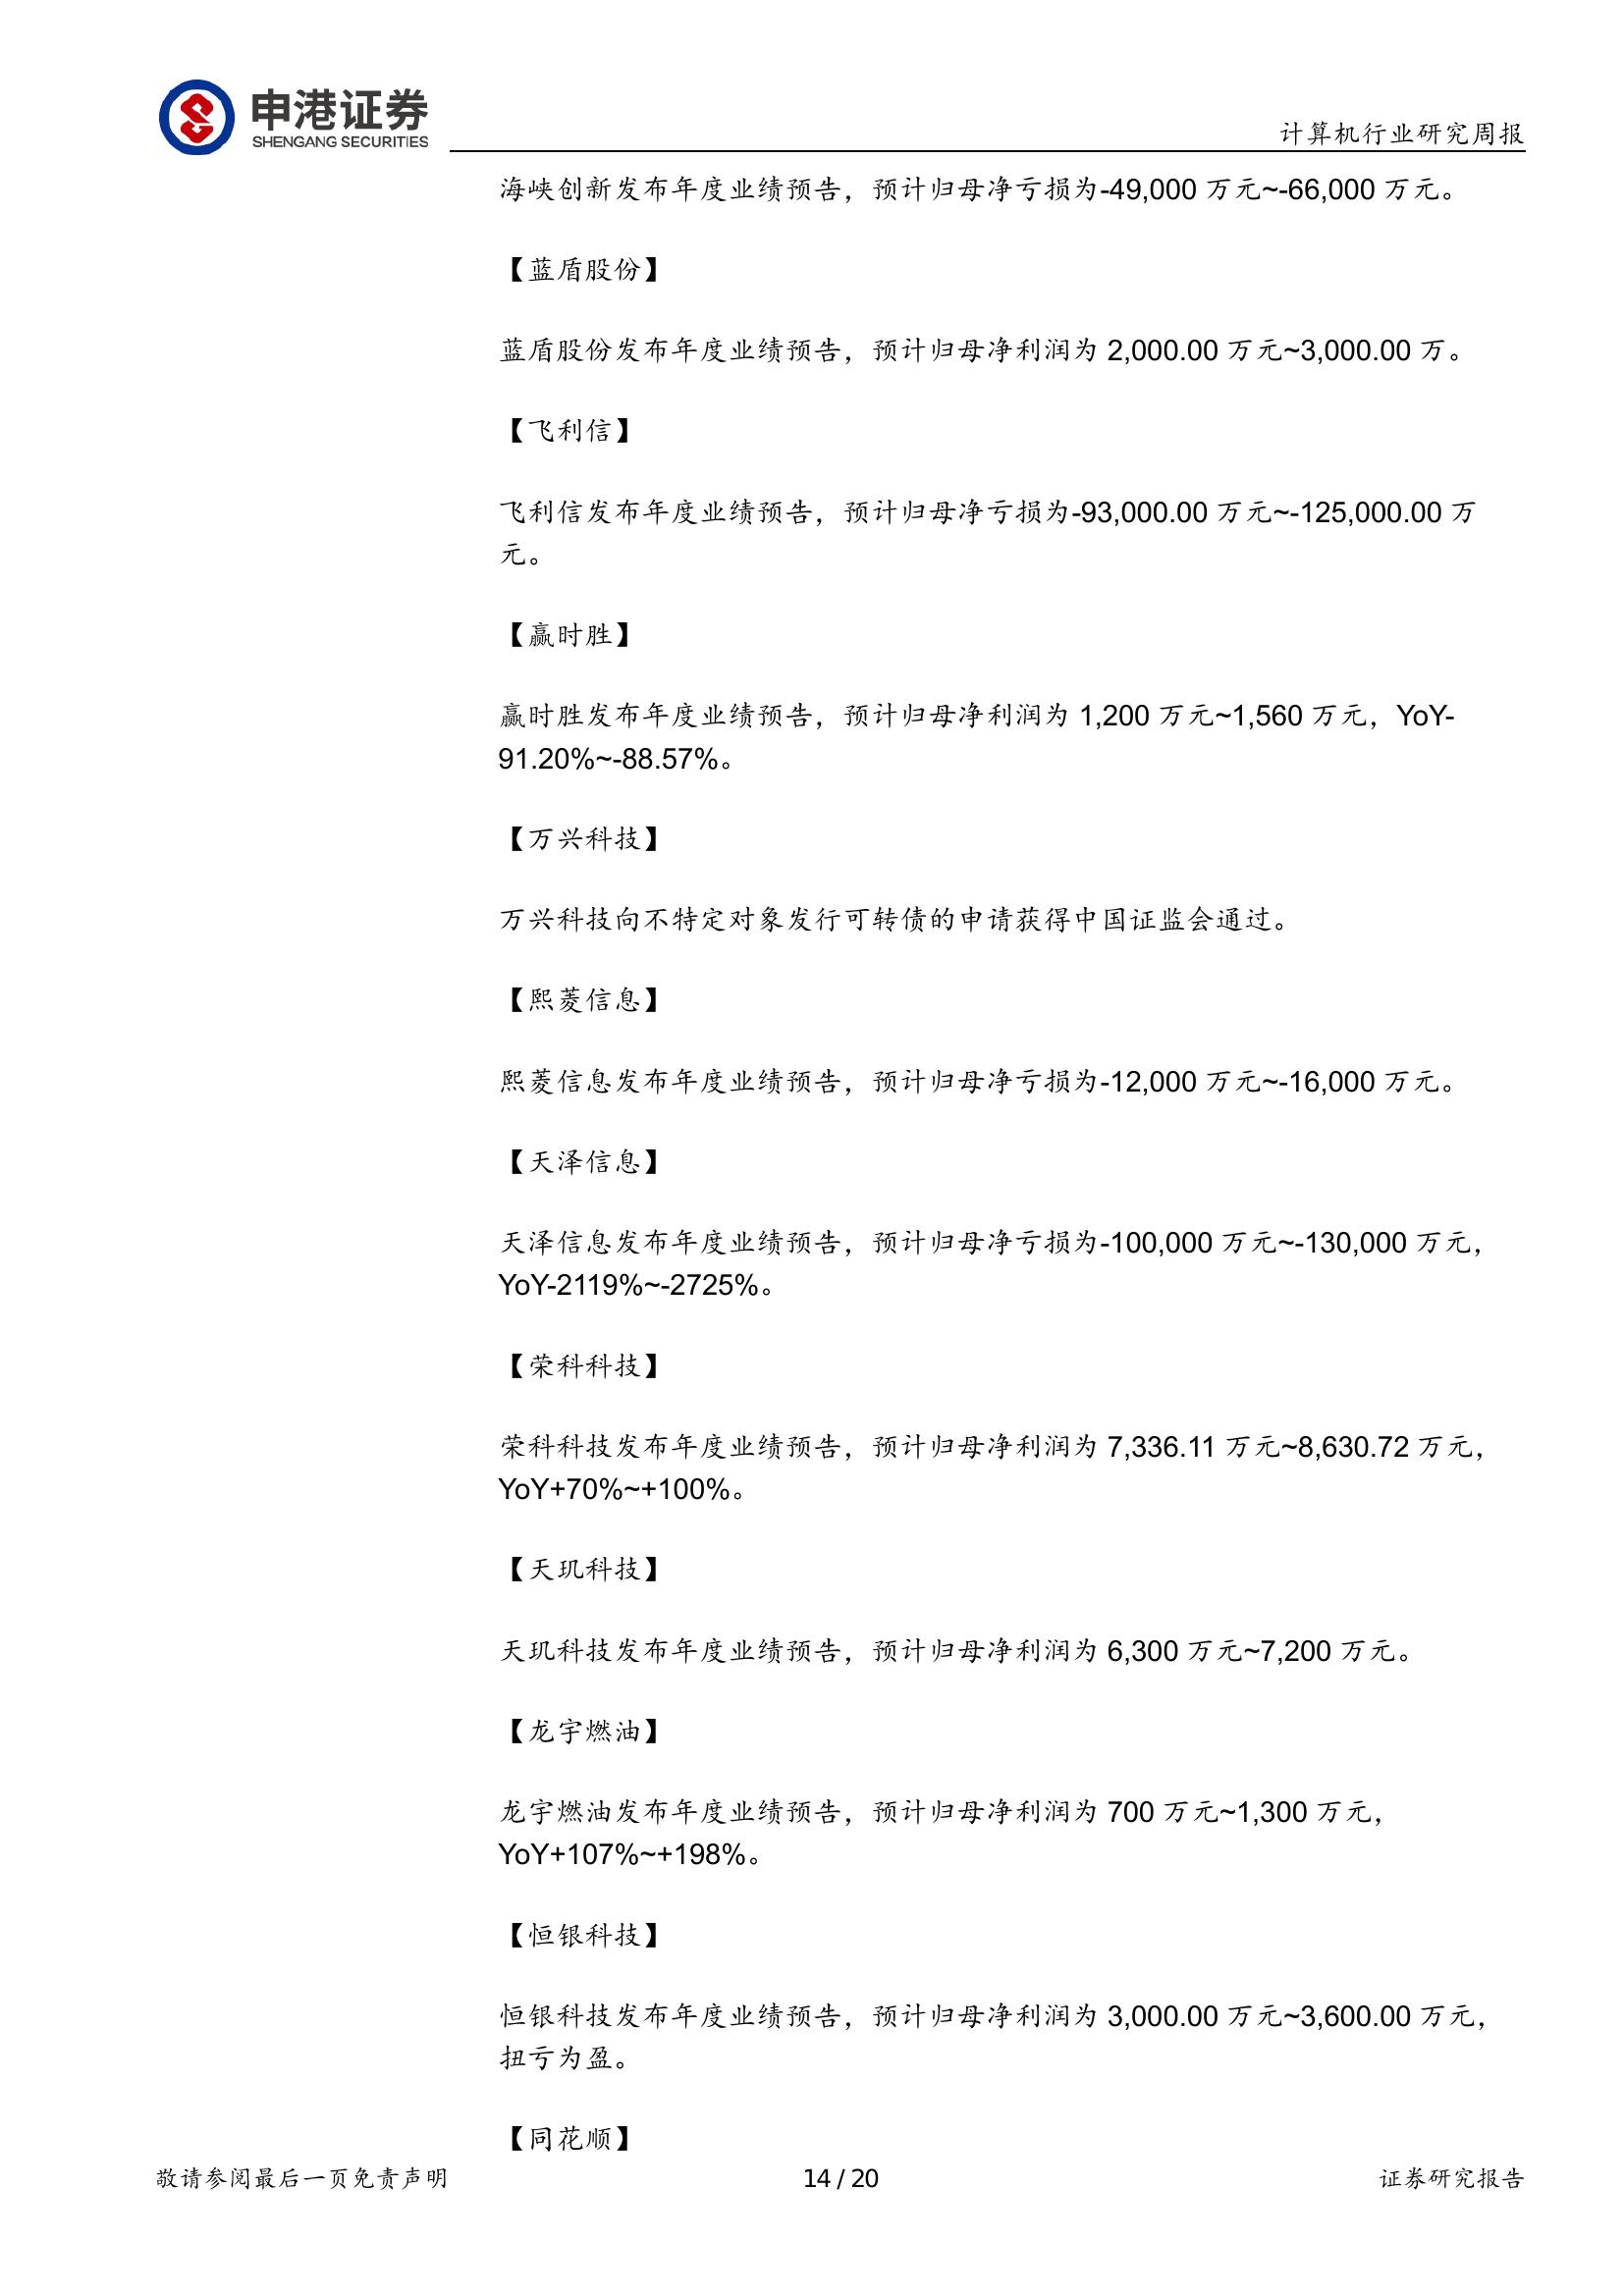 申港证券
SHENGANG SECURITIES
计算机行业研究周报
海峡创新发布年度业绩预告，预计归母净亏损为-49,000 万元~-66,000 万元。
【蓝盾股份】
蓝盾股份发布年度业绩预告，预计归母净利润为 2,000.00 万元~3,000.00 万。
【飞利信】
飞利信发布年度业绩预告，预计归母净亏损为-93,000.00 万元~-125,000.00 万
元。
【赢时胜】
赢时胜发布年度业绩预告，预计归母净利润为 1,200 万元~1,560 万元，YoY-
91.20%~-88.57%。
【万兴科技】
万兴科技向不特定对象发行可转债的申请获得中国证监会通过。
【熙菱信息】
熙菱信息发布年度业绩预告，预计归母净亏损为-12,000 万元~-16,000 万元。
【天泽信息】
天泽信息发布年度业绩预告，预计归母净亏损为-100,000 万元~-130,000 万元，
YoY-2119%~-2725%。
【荣科科技】
荣科科技发布年度业绩预告，预计归母净利润为 7,336.11 万元~8,630.72 万元，
YoY+70%~+100%。
【天玑科技】
天玑科技发布年度业绩预告，预计归母净利润为 6,300 万元~7,200 万元。
【龙宇燃油】
龙宇燃油发布年度业绩预告，预计归母净利润为 700 万元~1,300 万元，
YoY+107%~+198%。
【恒银科技】
恒银科技发布年度业绩预告，预计归母净利润为 3,000.00 万元~3,600.00 万元，
扭亏为盈。
【同花顺】
敬请参阅最后一页免责声明
14 / 20
证券研究报告